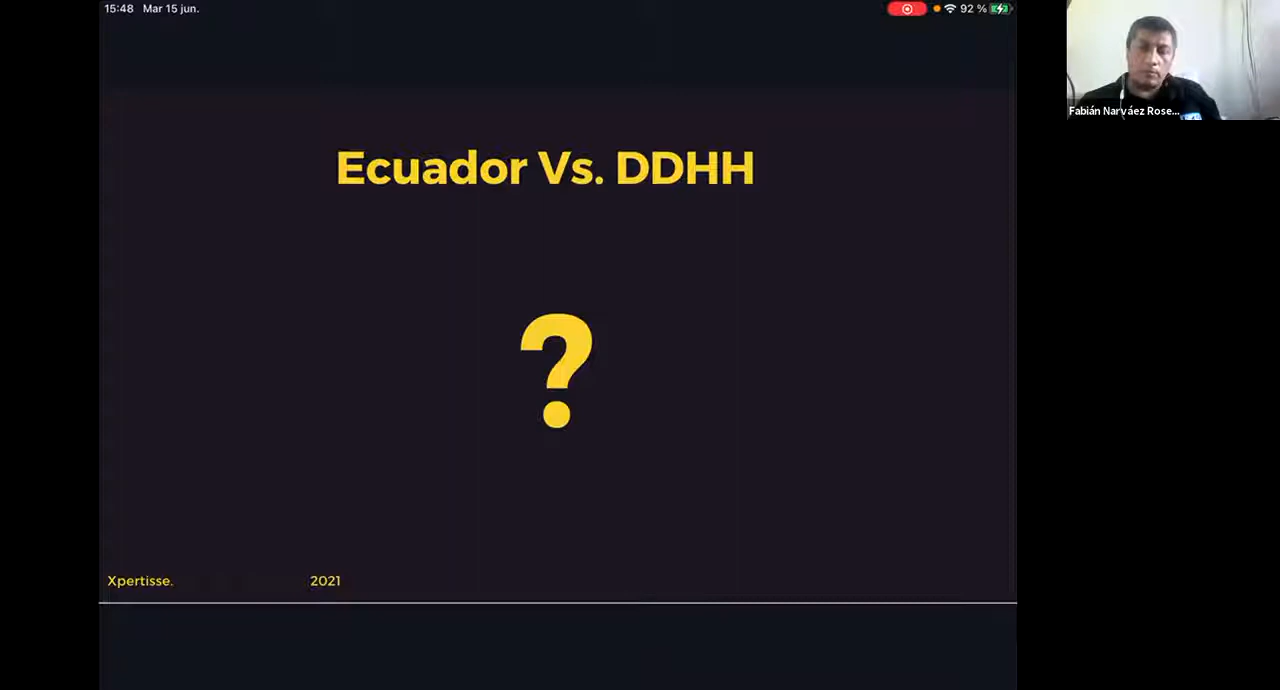 15:48 Mar 15 jun.
92 %
Fabián Narváez Rose...
Ecuador Vs. DDHH
?
Xpertisse. 2021